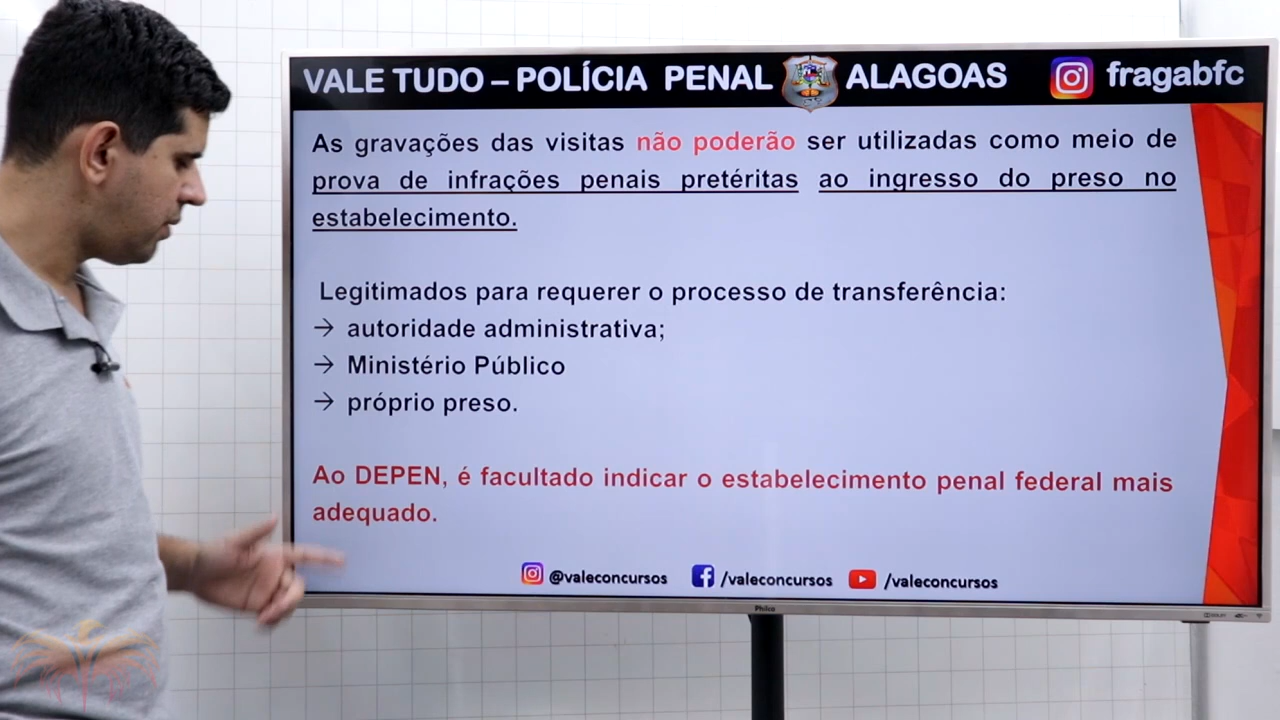 VALE TUDO – POLÍCIA PENAL ALAGOAS fragabfc
As gravações das visitas não poderão ser utilizadas como meio de
prova de infrações penais pretéritas ao ingresso do preso no
estabelecimento.
Legitimados para requerer o processo de transferência:
→ autoridade administrativa;
→ Ministério Público
→ próprio preso.
Ao DEPEN, é facultado indicar o estabelecimento penal federal mais
adequado.
@valeconcursos /valeconcursos /valeconcursos
Philco